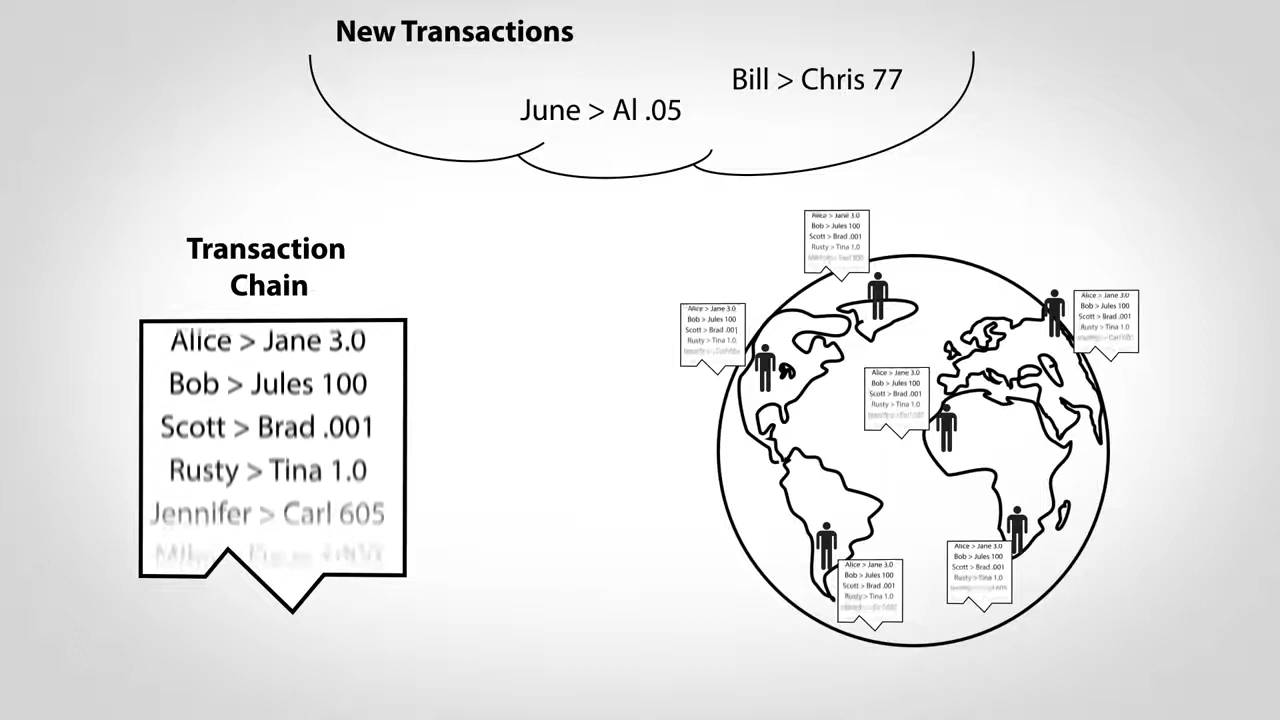 New Transactions
Bill > Chris 77
June > Al .05
Transaction
Chain
Alice > Jane 3.0
Bob > Jules 100
Scott > Brad .001
Rusty > Tina 1.0
Jennifer > Carl 605
Alice > Jane 3.0
Bob > Jules 100
Scott > Brad .001
Rusty > Tina 1.0
Alice > Jane 3.0
Bob > Jules 100
Scott > Brad .001
Rusty > Tina 1.0
Alice > Jane 3.0
Bob > Jules 100
Scott > Brad .001
Rusty > Tina 1.0
Alice > Jane 3.0
Bob > Jules 100
Scott > Brad .001
Rusty > Tina 1.0
Alice > Jane 3.0
Bob > Jules 100
Scott > Brad .001
Rusty > Tina 1.0
Alice > Jane 3.0
Bob > Jules 100
Scott > Brad .001
Rusty > Tina 1.0